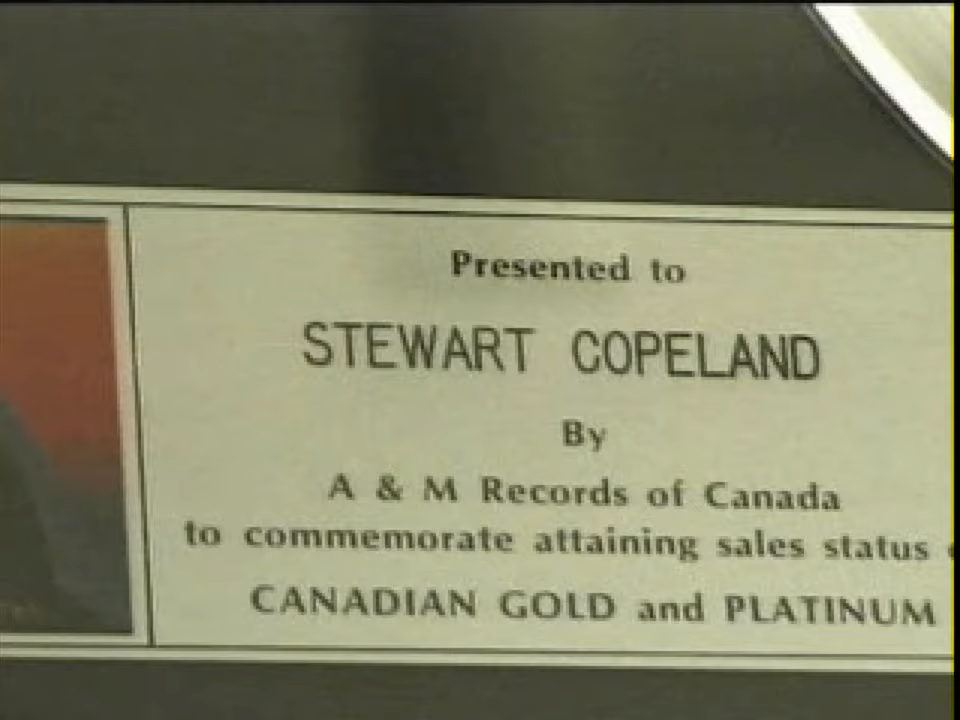 Presented to
STEWART COPELAND
By
A & M Records of Canada
to commemorate attaining sales status
CANADIAN GOLD and PLATINUM